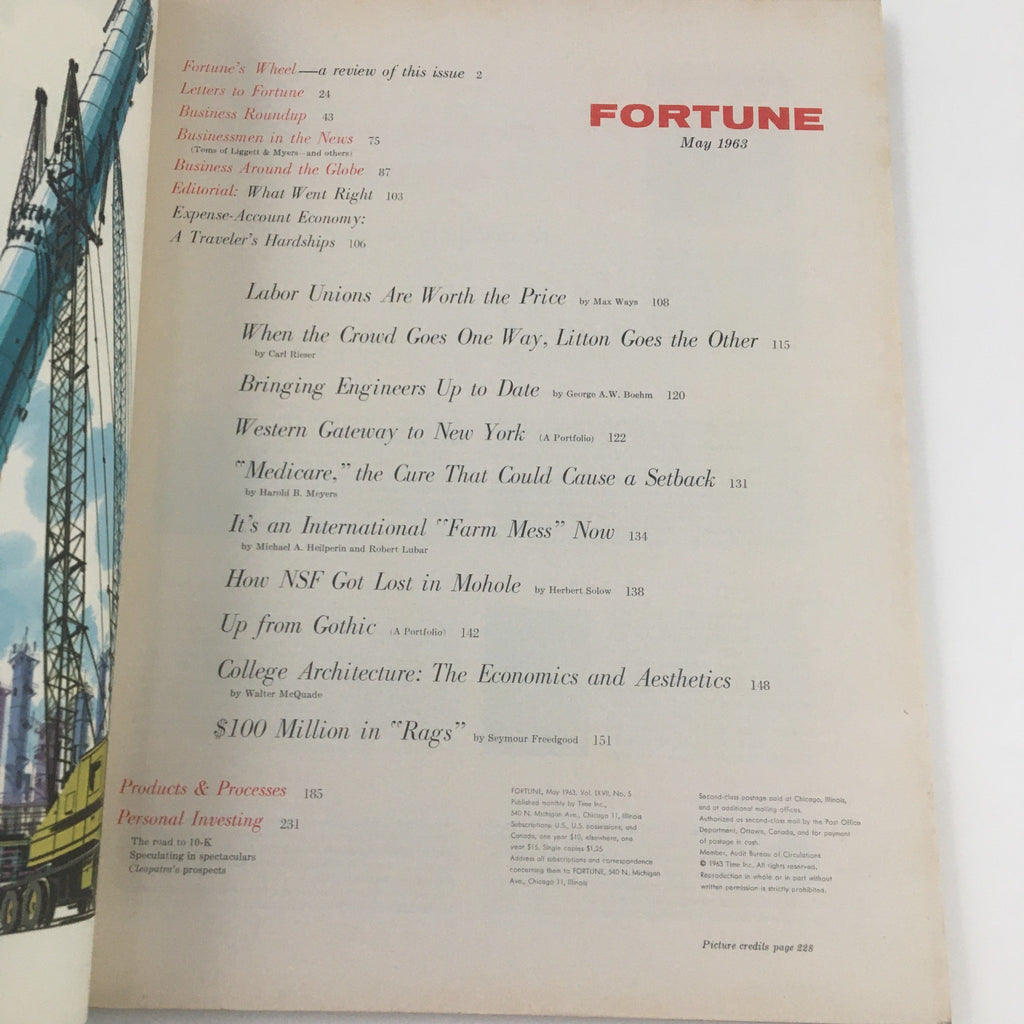 Fortune's Wheel—a review of this issue 2
Letters to Fortune 24
Business Roundup 43
Businessmen in the News 75
(Toms of Liggett & Myers—and others)
Business Around the Globe 87
Editorial: What Went Right 103
Expense-Account Economy:
A Traveler's Hardships 106
FORTUNE
May 1963
Labor Unions Are Worth the Price by Max Ways 108
When the Crowd Goes One Way, Litton Goes the Other 115
by Carl Rieser
Bringing Engineers Up to Date by George A.W. Boehm 120
Western Gateway to New York (A Portfolio) 122
"Medicare," the Cure That Could Cause a Setback 131
by Harold B. Meyers
It's an International "Farm Mess" Now 134
by Michael A. Heilperin and Robert Lubar
How NSF Got Lost in Mohole by Herbert Solow 138
Up from Gothic (A Portfolio) 142
College Architecture: The Economics and Aesthetics 148
by Walter McQuade
$100 Million in "Rags" by Seymour Freedgood 151
Products & Processes 185
Personal Investing 231
The road to 10-K
Speculating in spectaculars
Cleopatra's prospects
FORTUNE, May 1963, Vol. LXVII, No. 5
Published monthly by Time Inc.,
540 N. Michigan Ave., Chicago 11, Illinois
Subscriptions: U.S., U.S. possessions, and
Canada, one year $10, elsewhere, one
year $15. Single copies $1.25
Address all subscriptions and correspondence
concerning them to FORTUNE, 540 N. Michigan
Ave., Chicago 11, Illinois
Second-class postage paid at Chicago, Illinois,
and at additional mailing offices.
Authorized as second-class mail by the Post Office
Department, Ottawa, Canada, and for payment
of postage in cash.
Member, Audit Bureau of Circulations
© 1963 Time Inc. All rights reserved.
Reproduction in whole or in part without
written permission is strictly prohibited.
Picture credits page 228